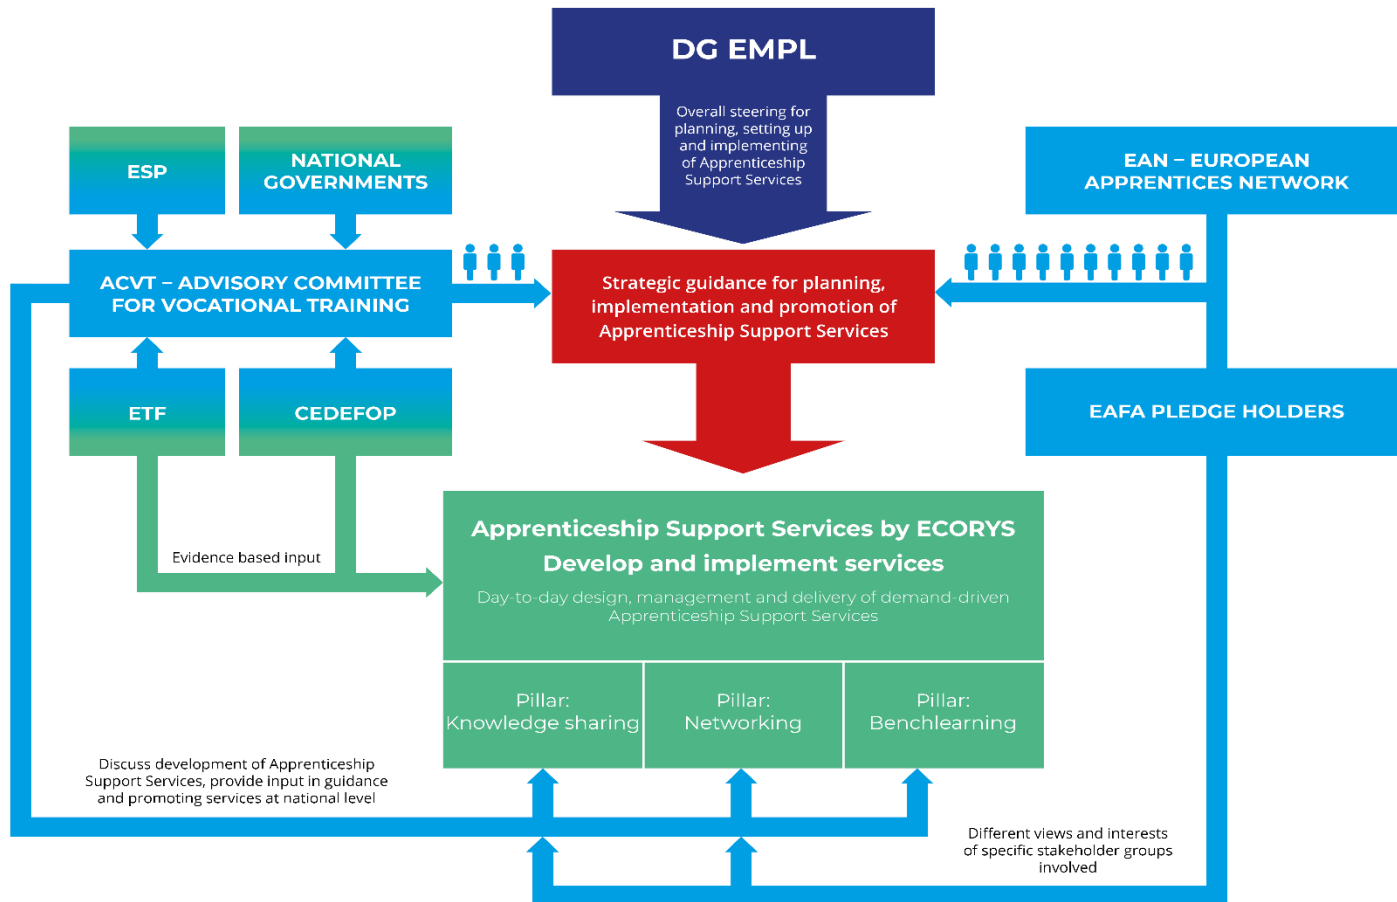 DG EMPL
Overall steering for
planning, setting up
and implementing
of Apprenticeship
Support Services
ESP
NATIONAL
GOVERNMENTS
EAN – EUROPEAN
APPRENTICES NETWORK
ACVT – ADVISORY COMMITTEE
FOR VOCATIONAL TRAINING
Strategic guidance for planning,
implementation and promotion of
Apprenticeship Support Services
ETF
CEDEFOP
EAFA PLEDGE HOLDERS
Evidence based input
Apprenticeship Support Services by ECORYS
Develop and implement services
Day-to-day design, management and delivery of demand-driven
Apprenticeship Support Services
Pillar:
Knowledge sharing
Pillar:
Networking
Pillar:
Benchlearning
Discuss development of Apprenticeship
Support Services, provide input in guidance
and promoting services at national level
Different views and interests
of specific stakeholder groups
involved